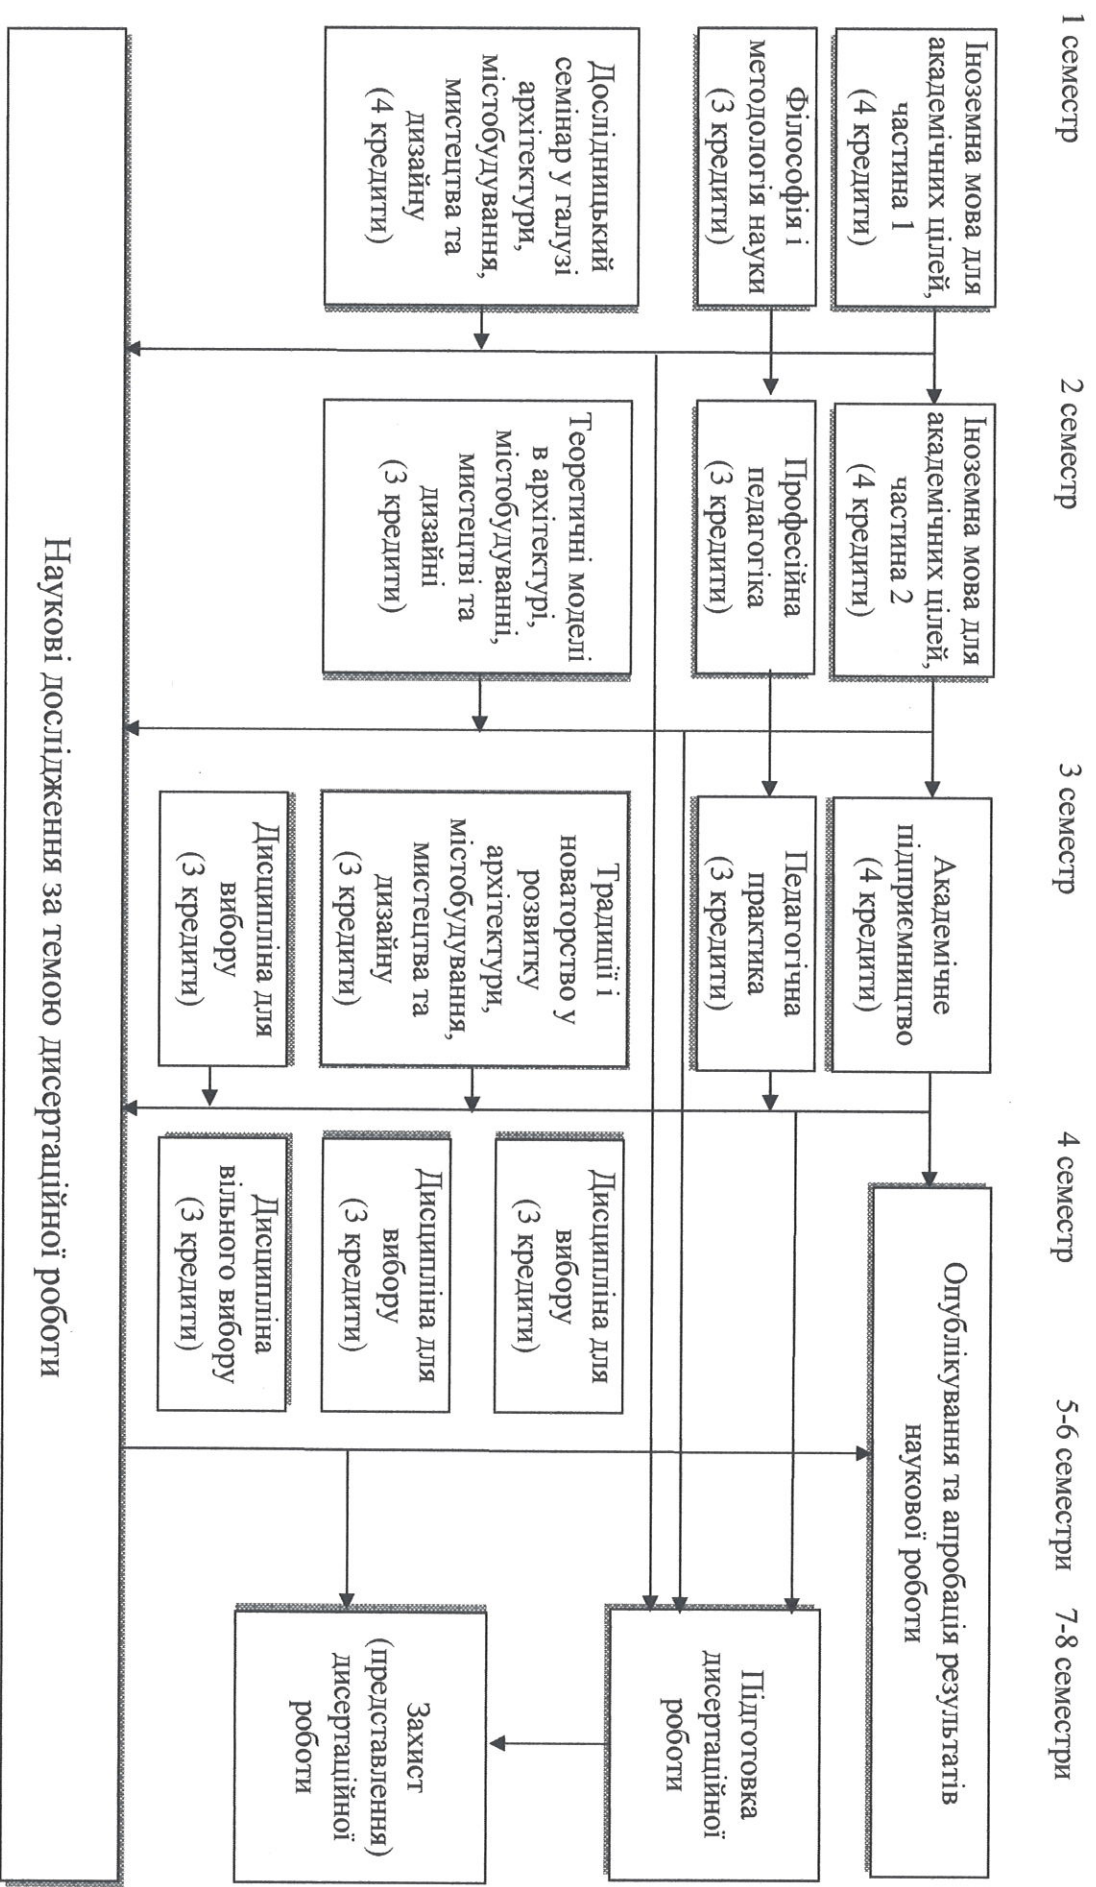 1 семестр
2 семестр
3 семестр
4 семестр
5-6 семестри
7-8 семестри
Іноземна мова для
академічних цілей,
частина 1
(4 кредити)
Іноземна мова для
академічних цілей,
частина 2
(4 кредити)
Академічне
підприємництво
(4 кредити)
Опублікування та апробація результатів
наукової роботи
Філософія і
методологія науки
(3 кредити)
Професійна
педагогіка
(3 кредити)
Педагогічна
практика
(3 кредити)
Підготовка
дисертаційної
роботи
Дослідницький
семінар у галузі
архітектури,
містобудування,
мистецтва та
дизайну
(4 кредити)
Теоретичні моделі
в архітектурі,
містобудуванні,
мистецтві та
дизайні
(3 кредити)
Традиції і
новаторство у
розвитку
архітектури,
містобудування,
мистецтва та
дизайну
(3 кредити)
Дисципліна для
вибору
(3 кредити)
Дисципліна для
вибору
(3 кредити)
Захист
(представлення)
дисертаційної
роботи
Дисципліна для
вибору
(3 кредити)
Дисципліна
вільного вибору
(3 кредити)
Наукові дослідження за темою дисертаційної роботи